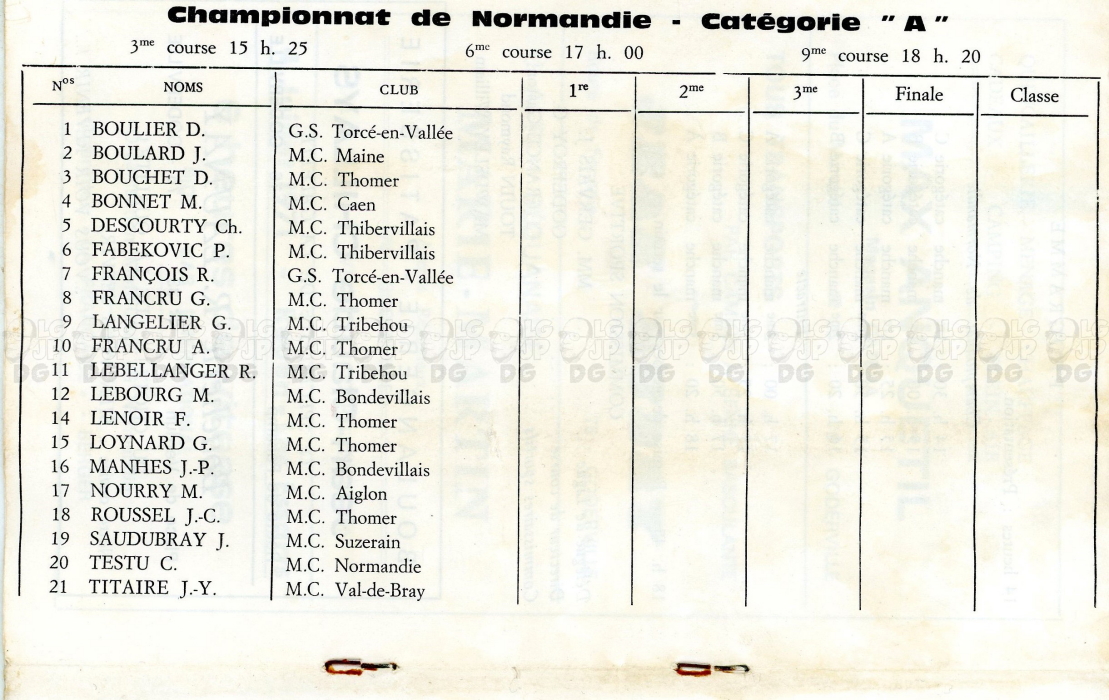 Championnat de Normandie - Catégorie "A"
3me course 15 h. 25 6me course 17 h. 00 9me course 18 h. 20
Nos NOMS CLUB 1re 2me 3me Finale Classe
1 BOULIER D. G.S. Torcé-en-Vallée
2 BOULARD J. M.C. Maine
3 BOUCHET D. M.C. Thomer
4 BONNET M. M.C. Caen
5 DESCOURTY Ch. M.C. Thibervillais
6 FABEKOVIC P. M.C. Thibervillais
7 FRANÇOIS R. G.S. Torcé-en-Vallée
8 FRANCRU G. M.C. Thomer
9 LANGELIER G. M.C. Tribehou
10 FRANCRU A. M.C. Thomer
11 LEBELLANGER R. M.C. Tribehou
12 LEBOURG M. M.C. Bondevillais
14 LENOIR F. M.C. Thomer
15 LOYNARD G. M.C. Thomer
16 MANHES J.-P. M.C. Bondevillais
17 NOURRY M. M.C. Aiglon
18 ROUSSEL J.-C. M.C. Thomer
19 SAUDUBRAY J. M.C. Suzerain
20 TESTU C. M.C. Normandie
21 TITAIRE J.-Y. M.C. Val-de-Bray